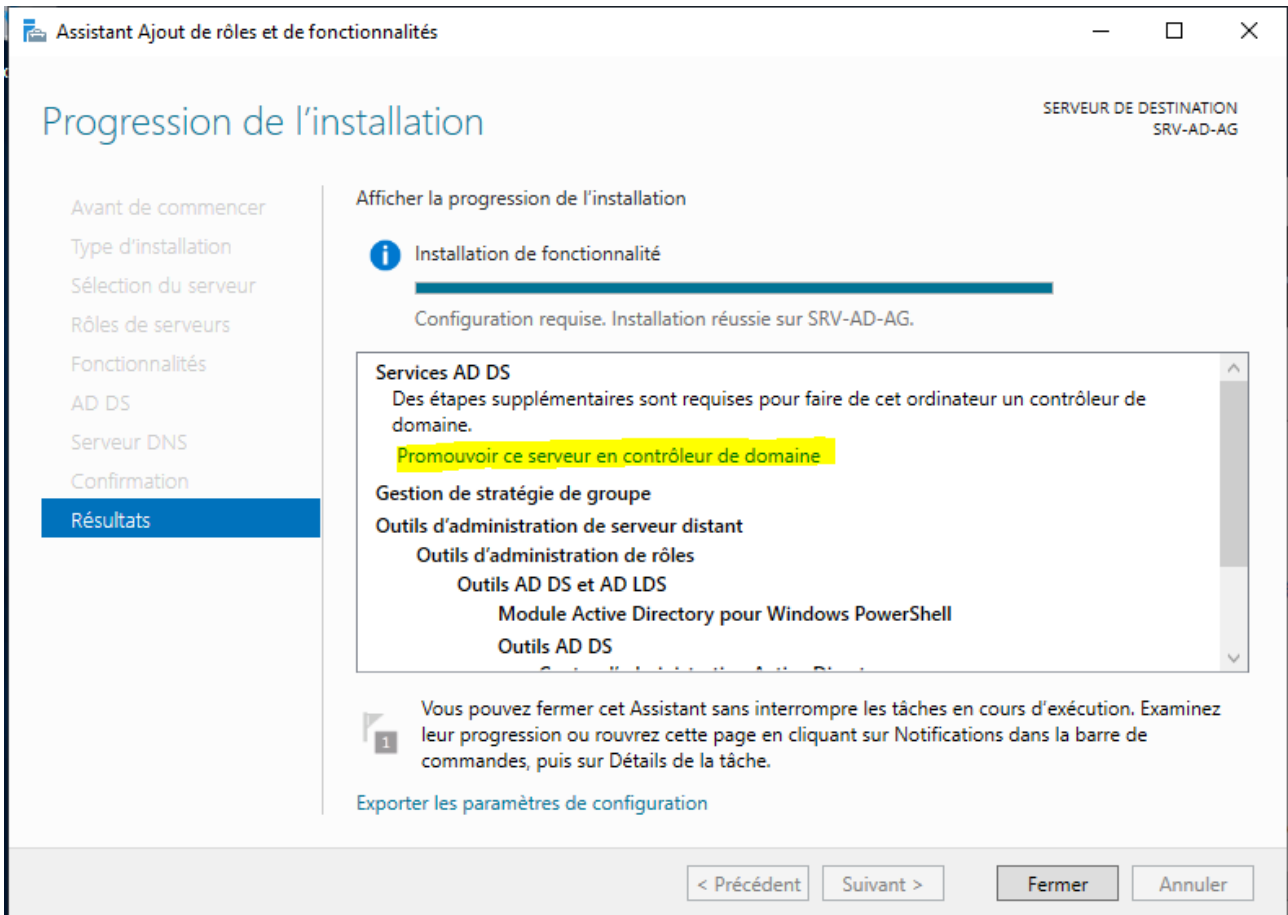 Assistant Ajout de rôles et de fonctionnalités
Progression de l'installation
SERVEUR DE DESTINATION
SRV-AD-AG
Avant de commencer
Type d'installation
Sélection du serveur
Rôles de serveurs
Fonctionnalités
AD DS
Serveur DNS
Confirmation
Résultats
Afficher la progression de l'installation
Installation de fonctionnalité
Configuration requise. Installation réussie sur SRV-AD-AG.
Services AD DS
Des étapes supplémentaires sont requises pour faire de cet ordinateur un contrôleur de
domaine.
Promouvoir ce serveur en contrôleur de domaine
Gestion de stratégie de groupe
Outils d'administration de serveur distant
Outils d'administration de rôles
Outils AD DS et AD LDS
Module Active Directory pour Windows PowerShell
Outils AD DS
1
Vous pouvez fermer cet Assistant sans interrompre les tâches en cours d'exécution. Examinez
leur progression ou rouvrez cette page en cliquant sur Notifications dans la barre de
commandes, puis sur Détails de la tâche.
Exporter les paramètres de configuration
< Précédent
Suivant >
Fermer
Annuler